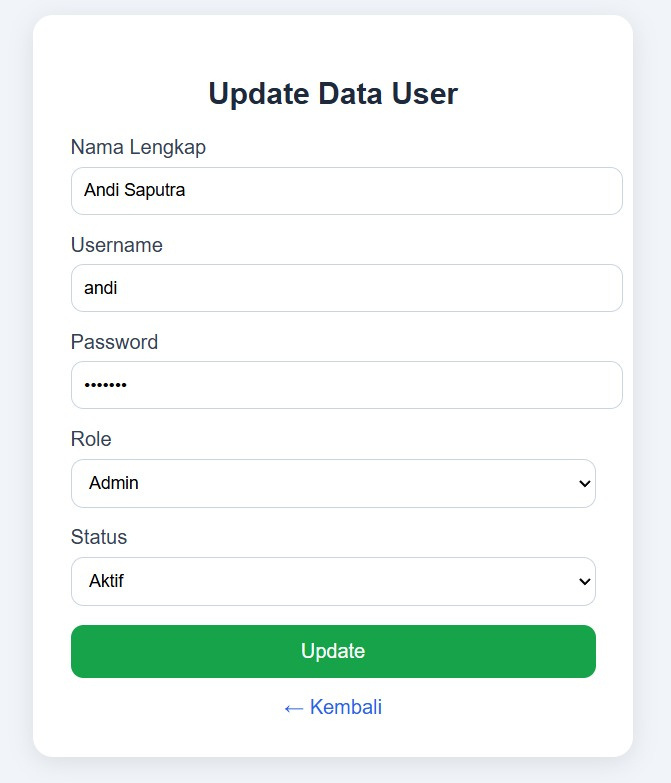 Update Data User
Nama Lengkap
Andi Saputra
Username
andi
Password
•••••••
Role
Admin
Status
Aktif
Update
← Kembali